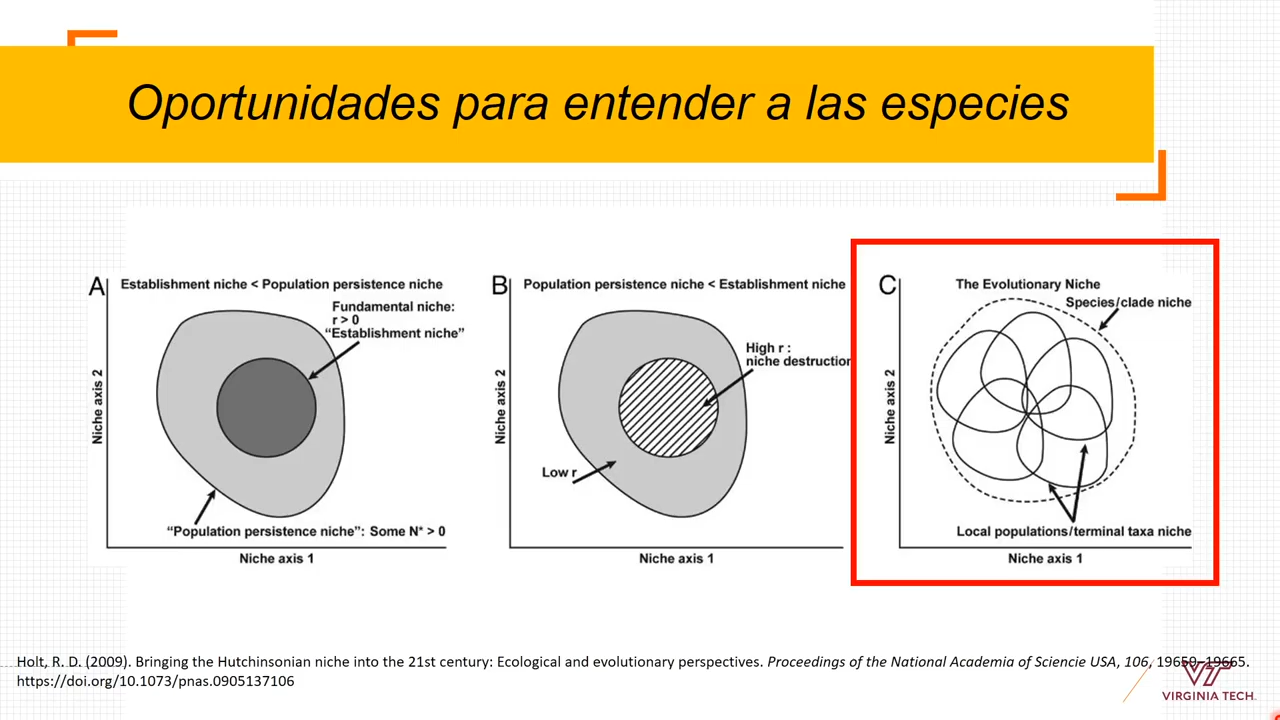 Oportunidades para entender a las especies
A
Establishment niche < Population persistence niche
Fundamental niche:
r > 0
“Establishment niche”
Niche axis 2
“Population persistence niche”: Some N* > 0
Niche axis 1
B
Population persistence niche < Establishment niche
High r :
niche destruction
Low r
Niche axis 2
Niche axis 1
C
The Evolutionary Niche
Species/clade niche
Niche axis 2
Local populations/terminal taxa niche
Niche axis 1
Holt, R. D. (2009). Bringing the Hutchinsonian niche into the 21st century: Ecological and evolutionary perspectives. Proceedings of the National Academia of Sciencie USA, 106, 19659–19665.
https://doi.org/10.1073/pnas.0905137106
VT
VIRGINIA TECH